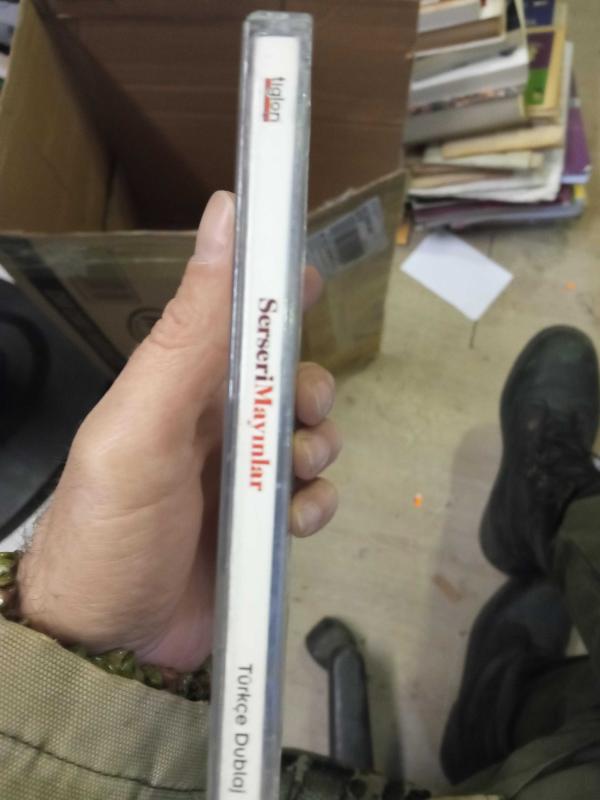 tiglon
SerseriMayınlar
Türkçe Dublaj